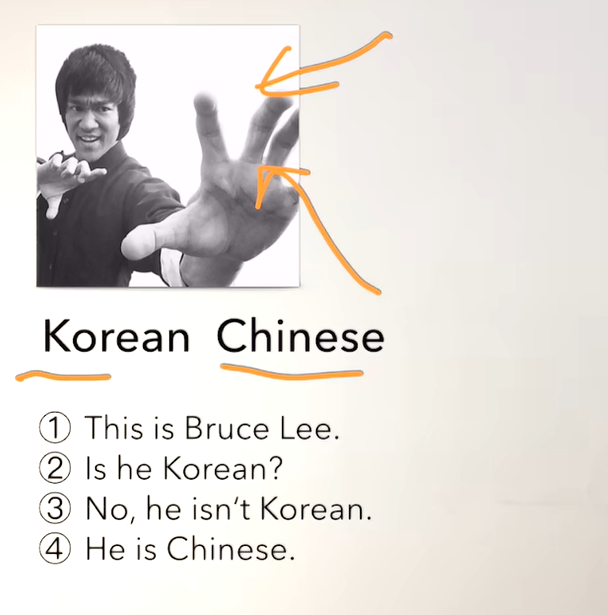 Korean Chinese
① This is Bruce Lee.
② Is he Korean?
③ No, he isn't Korean.
④ He is Chinese.